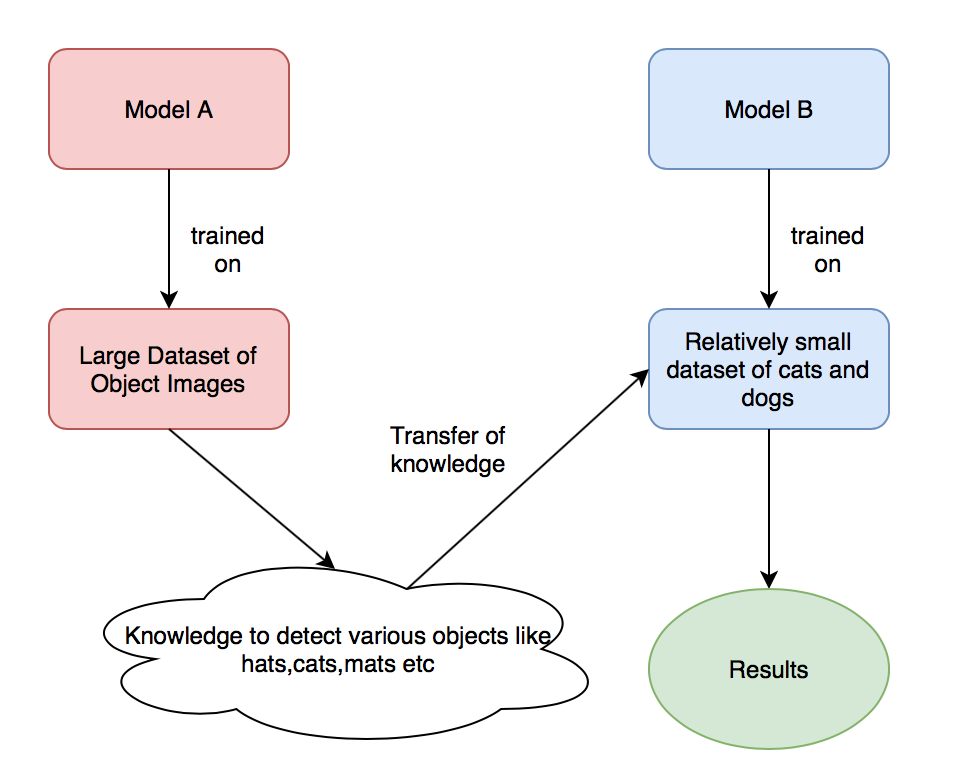 Model A
Model B
trained
on
trained
on
Large Dataset of
Object Images
Relatively small
dataset of cats and
dogs
Transfer of
knowledge
Knowledge to detect various objects like
hats,cats,mats etc
Results